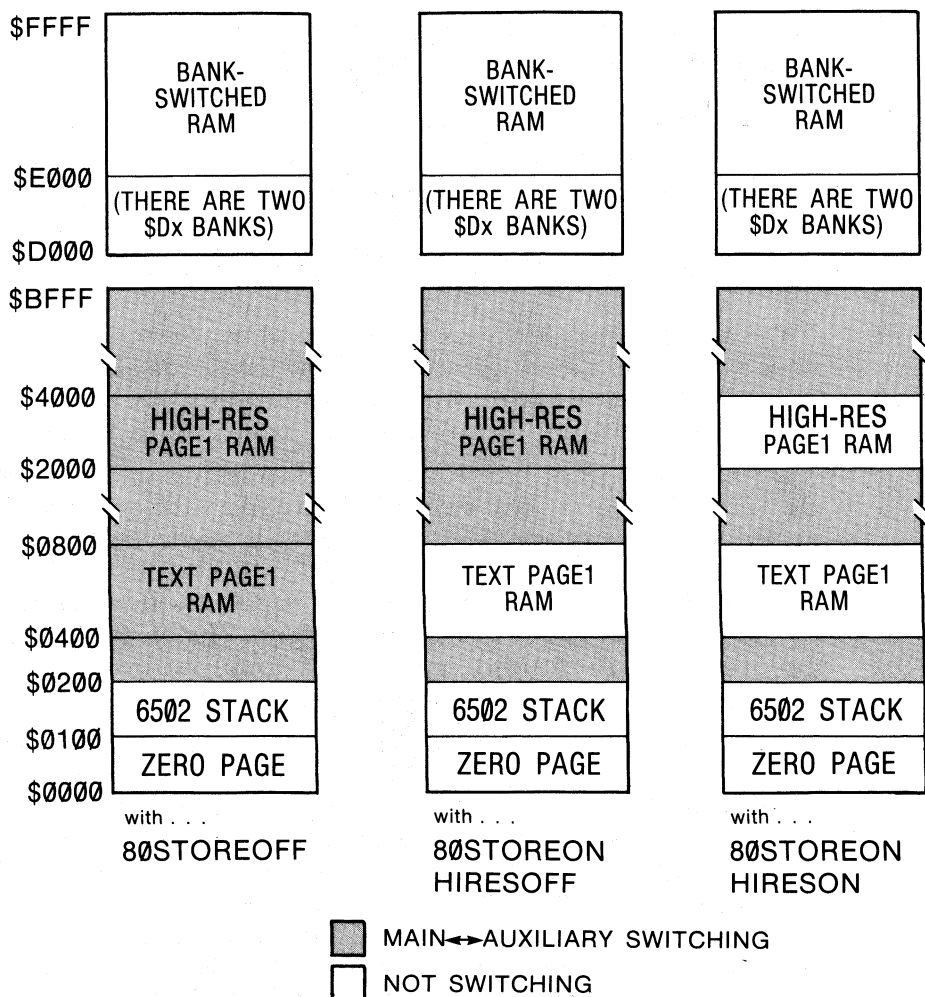 $FFFF
BANK-
SWITCHED
RAM
BANK-
SWITCHED
RAM
BANK-
SWITCHED
RAM
$E000
(THERE ARE TWO
$Dx BANKS)
(THERE ARE TWO
$Dx BANKS)
(THERE ARE TWO
$Dx BANKS)
$D000
$BFFF
$4000
HIGH-RES
PAGE1 RAM
HIGH-RES
PAGE1 RAM
HIGH-RES
PAGE1 RAM
$2000
$0800
TEXT PAGE1
RAM
TEXT PAGE1
RAM
TEXT PAGE1
RAM
$0400
$0200
6502 STACK
6502 STACK
6502 STACK
$0100
ZERO PAGE
ZERO PAGE
ZERO PAGE
$0000
with . . .
80STOREOFF
with . . .
80STOREON
HIRESOFF
with . . .
80STOREON
HIRESON
MAIN↔AUXILIARY SWITCHING
NOT SWITCHING